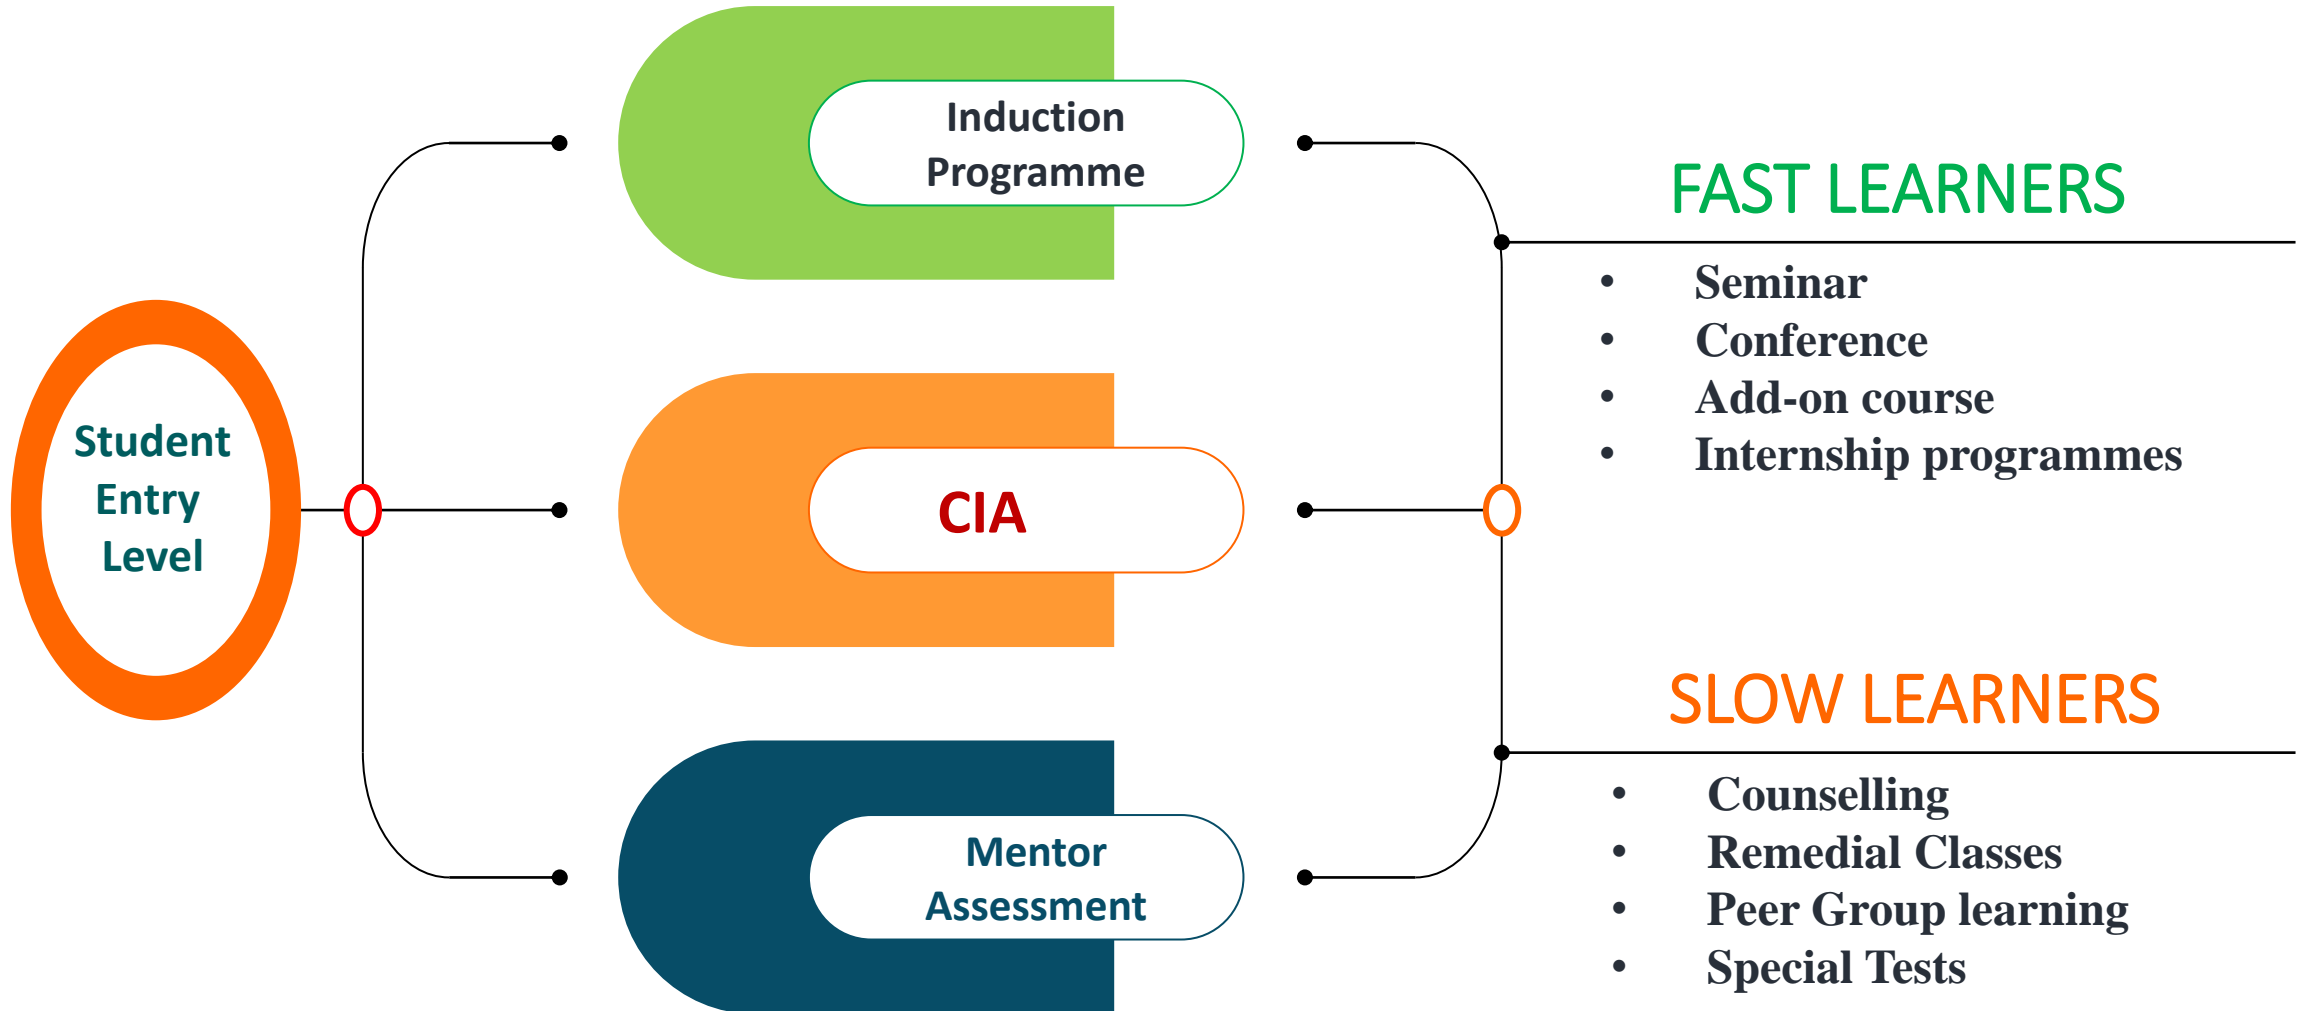 Student
Entry
Level
Induction
Programme
CIA
Mentor
Assessment
FAST LEARNERS
• Seminar
• Conference
• Add-on course
• Internship programmes
SLOW LEARNERS
• Counselling
• Remedial Classes
• Peer Group learning
• Special Tests